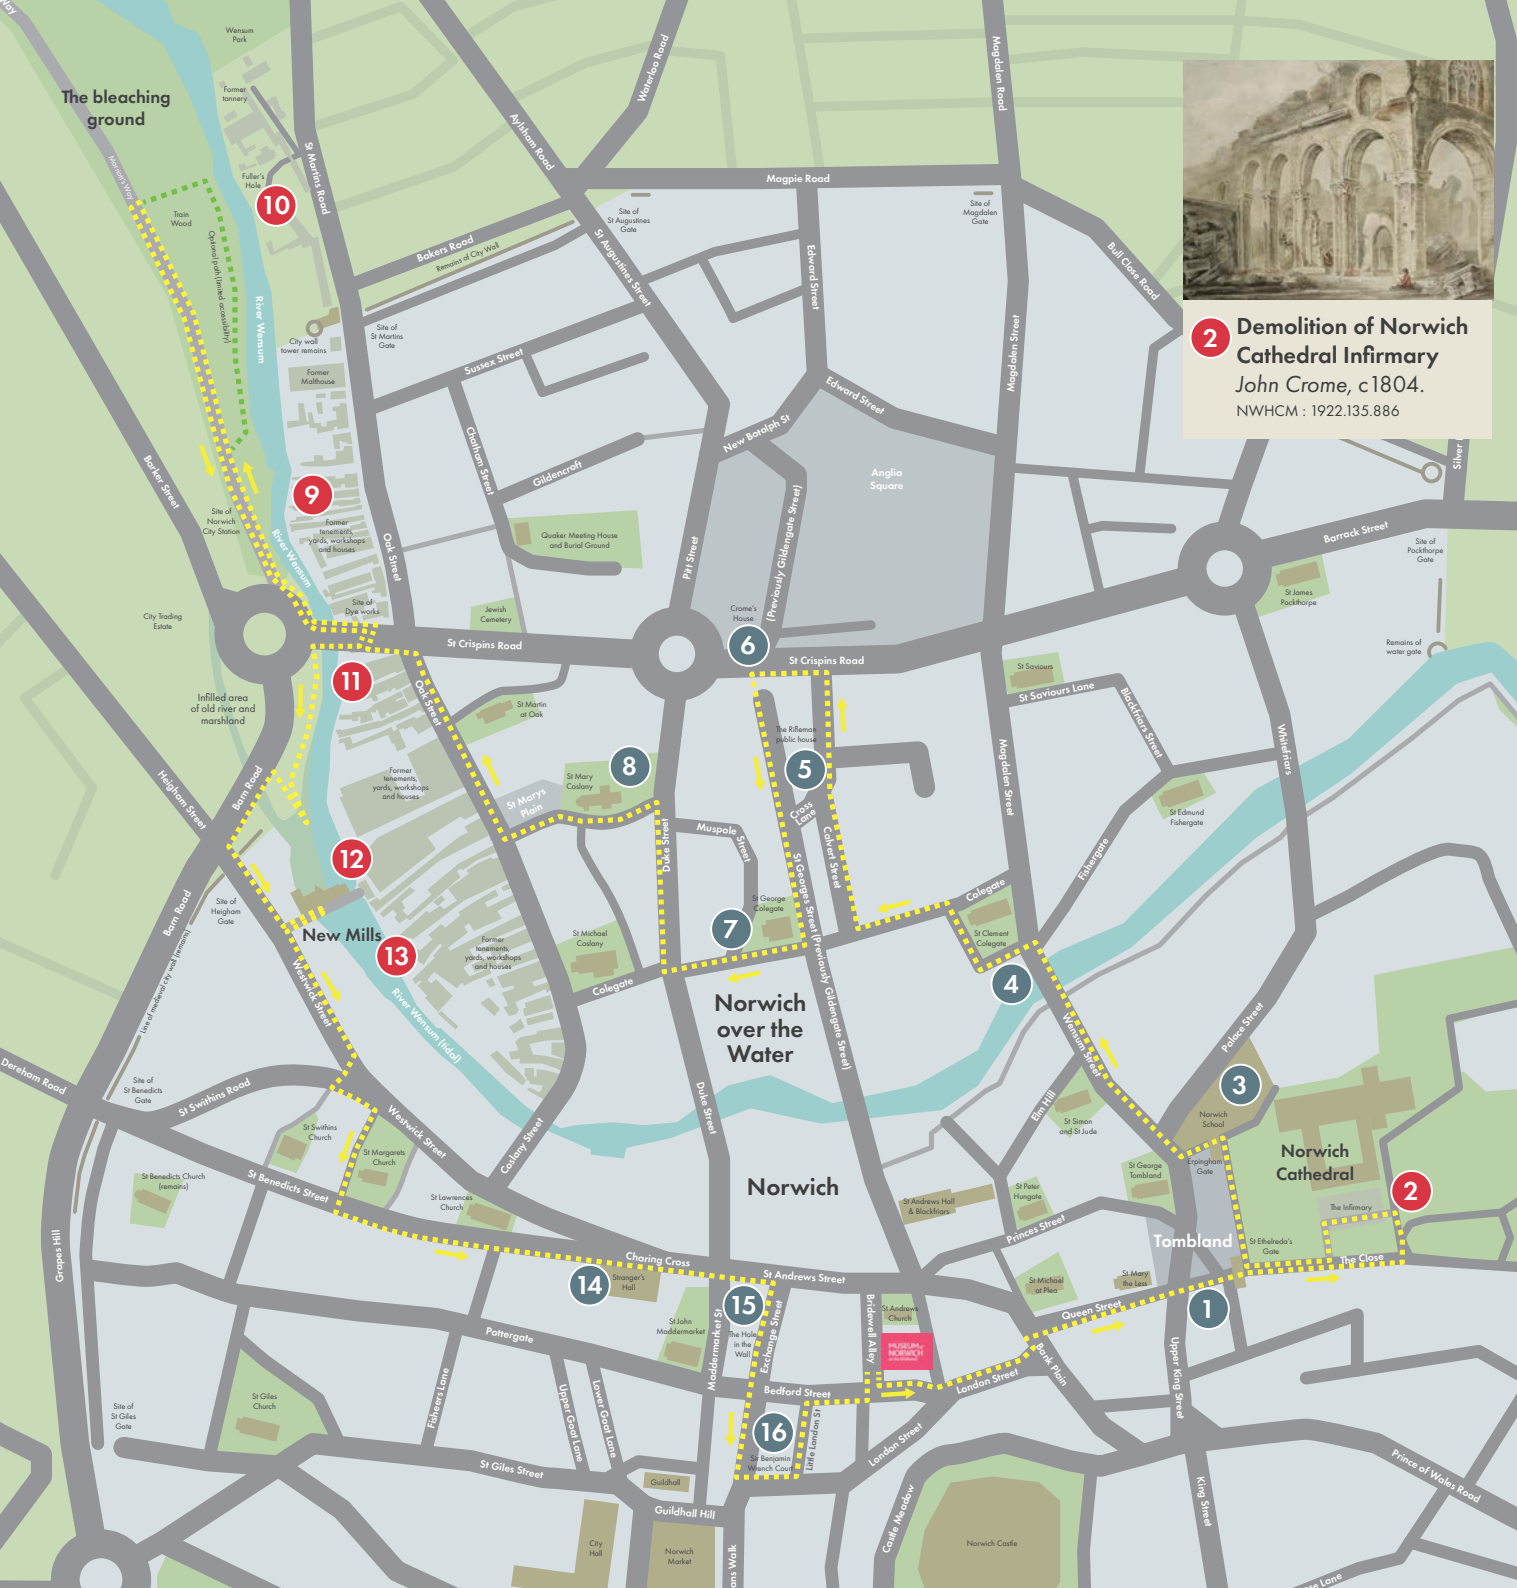 Way
Wensum
Park
The bleaching
ground
Former
tannery
Marriott's Way
Fuller's
Hole
10
St Martins Road
Train
Wood
Optional path (limited accessibility)
River Wensum
City wall
tower remains
Former
Malthouse
Aylsham Road
Waterloo Road
Magdalen Road
Magpie Road
Site of
St Augustines
Gate
Site of
Magdalen
Gate
Bakers Road
Remains of City Wall
St Augustines Street
Edward Street
Bull Close Road
Site of
St Martins
Gate
Sussex Street
Magdalen Street
2
Demolition of Norwich
Cathedral Infirmary
John Crome, c1804.
NWHCM : 1922.135.886
Edward Street
New Botolph St
Chatham Street
Gildencroft
Anglia
Square
Barker Street
9
Site of
Norwich
City Station
Former
tenements,
yards, workshops
and houses
River Wensum
Oak Street
Quaker Meeting House
and Burial Ground
Pitt Street
(Previously Gildengate Street)
Silver
Barrack Street
Site of
Pockthorpe
Gate
St James
Pockthorpe
Remains of
water gate
City Trading
Estate
Site of
Dye works
Jewish
Cemetery
Crome's
House
6
St Crispins Road
St Crispins Road
11
Oak Street
Infilled area
of old river and
marshland
St Martin
at Oak
St Saviours
St Saviours Lane
Blackfriars Street
Whitefriars
The Rifleman
public house
5
8
St Mary
Coslany
St Marys
Plain
Former
tenements,
yards, workshops
and houses
Barn Road
Heigham Street
Magdalen Street
St Edmund
Fishergate
Fishergate
Cross
Lane
Calvert Street
Muspole Street
Duke Street
St Georges Street (Previously Gildengate Street)
12
Site of
Heigham
Gate
Barn Road
Line of medieval city wall (remains)
New Mills
13
Westwick Street
Former
tenements,
yards, workshops
and houses
River Wensum (tidal)
St Michael
Coslany
St George
Colegate
7
Colegate
Colegate
St Clement
Colegate
4
Norwich
over the
Water
Wensum Street
Palace Street
3
Norwich
School
Dereham Road
Site of
St Benedicts
Gate
St Swithins Road
St Swithins
Church
St Margarets
Church
Westwick Street
Coslany Street
Duke Street
Elm Hill
St Simon
and St Jude
Norwich
Cathedral
Erpingham
Gate
St George
Tombland
2
The Infirmary
St Benedicts Church
(remains)
St Benedicts Street
St Lawrences
Church
Norwich
St Andrews Hall
& Blackfriars
St Peter
Hungate
Princes Street
Tombland
St Ethelreda's
Gate
The Close
Grapes Hill
Charing Cross
St Andrews Street
14
Stranger's
Hall
15
The Hole
in the
Wall
St Michael
at Plea
St Mary
the Less
Queen Street
1
St John
Maddermarket
Maddermarket St
Exchange Street
Bridewell Alley
St Andrews
Church
MUSEUM of
NORWICH
Pottergate
Bedford Street
London Street
Bank Plain
Upper King Street
Fishers Lane
Upper Goat Lane
Lower Goat Lane
St Giles
Church
Site of
St Giles
Gate
16
Sir Benjamin
Wrench Court
Little London St
London Street
St Giles Street
Guildhall
Guildhall Hill
City
Hall
Norwich
Market
ans Walk
Castle Meadow
Norwich Castle
King Street
Prince of Wales Road
se Lane